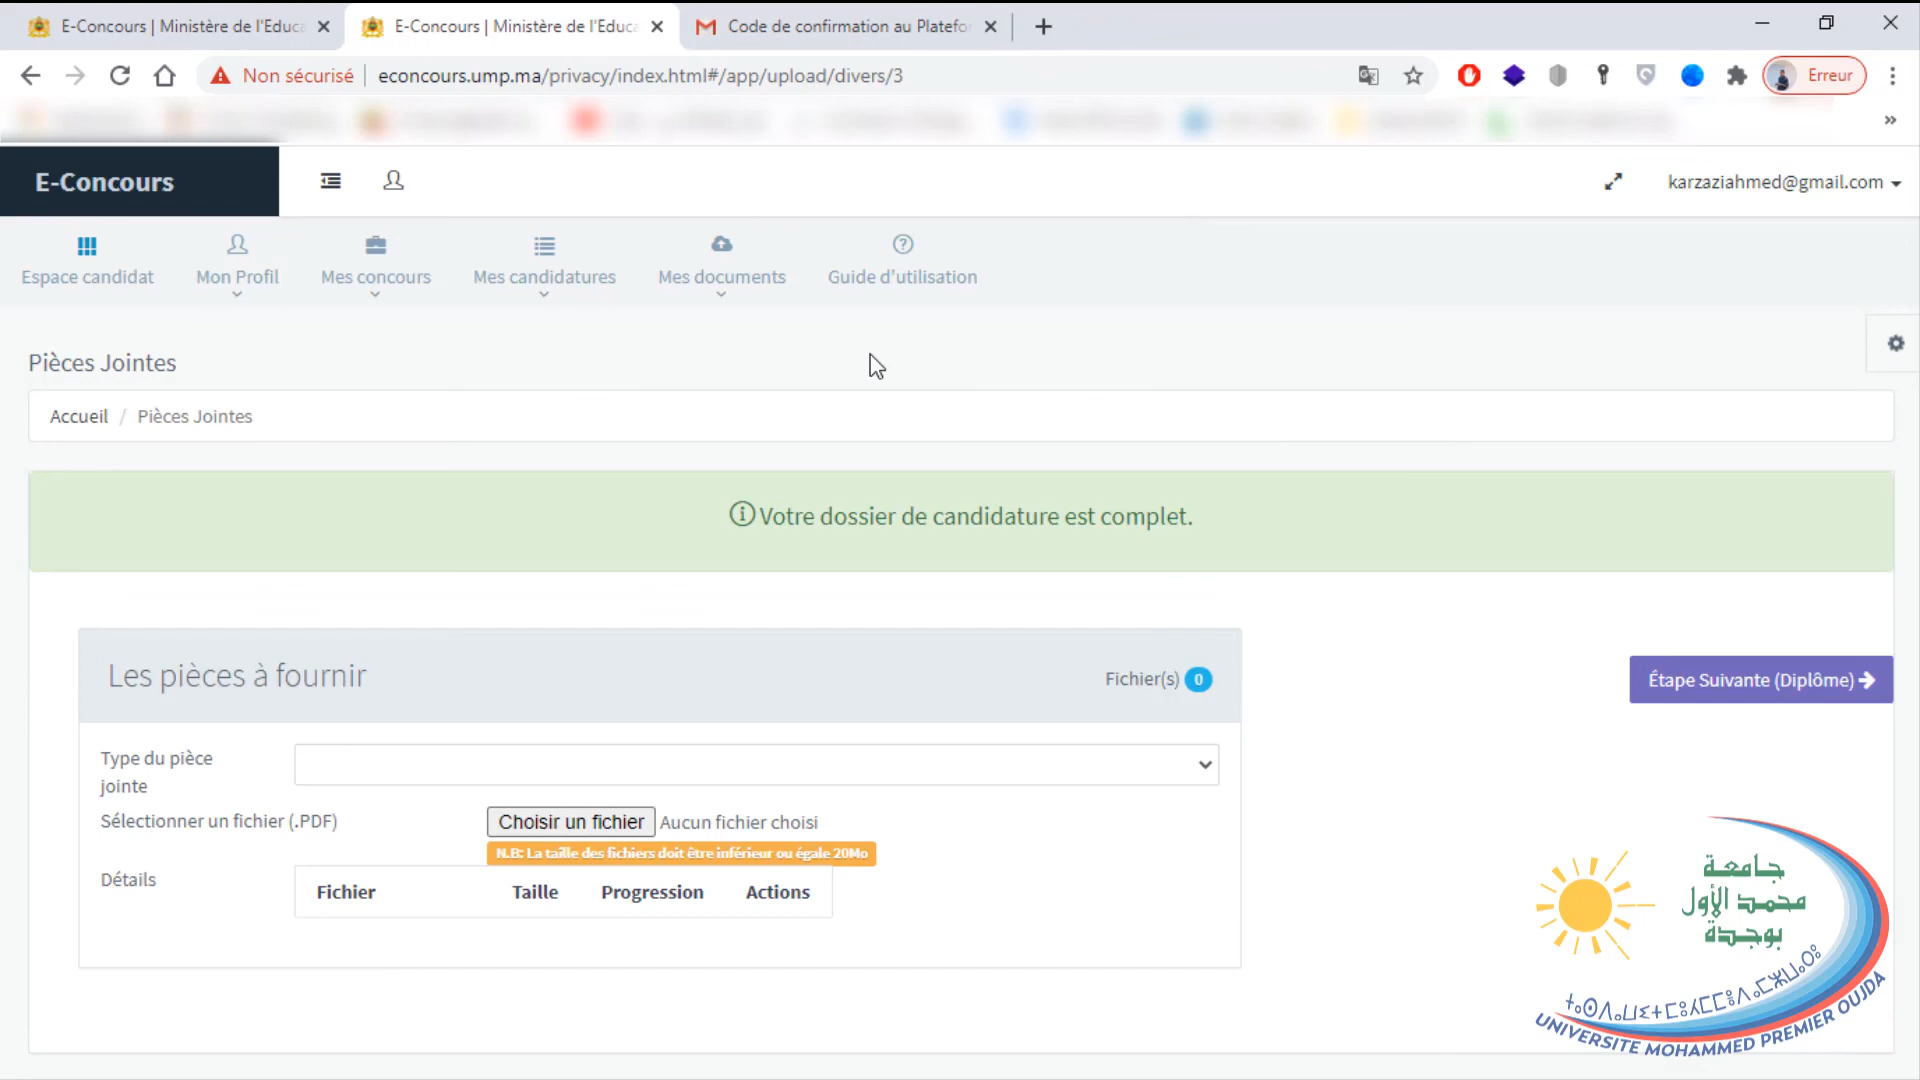 E-Concours | Ministère de l'Educa
E-Concours | Ministère de l'Educa
Code de confirmation au Platefor
Non sécurisé
econcours.ump.ma/privacy/index.html#/app/upload/divers/3
Erreur
E-Concours
karzaziahmed@gmail.com
Espace candidat
Mon Profil
Mes concours
Mes candidatures
Mes documents
Guide d'utilisation
Pièces Jointes
Accueil / Pièces Jointes
Votre dossier de candidature est complet.
Les pièces à fournir
Fichier(s) 0
Étape Suivante (Diplôme)
Type du pièce
jointe
Sélectionner un fichier (.PDF)
Choisir un fichier Aucun fichier choisi
N.B: La taille des fichiers doit être inférieur ou égale 20Mo
Détails
Fichier Taille Progression Actions
جامعة
محمد الأول
بوجدة
UNIVERSITE MOHAMMED PREMIER OUJDA